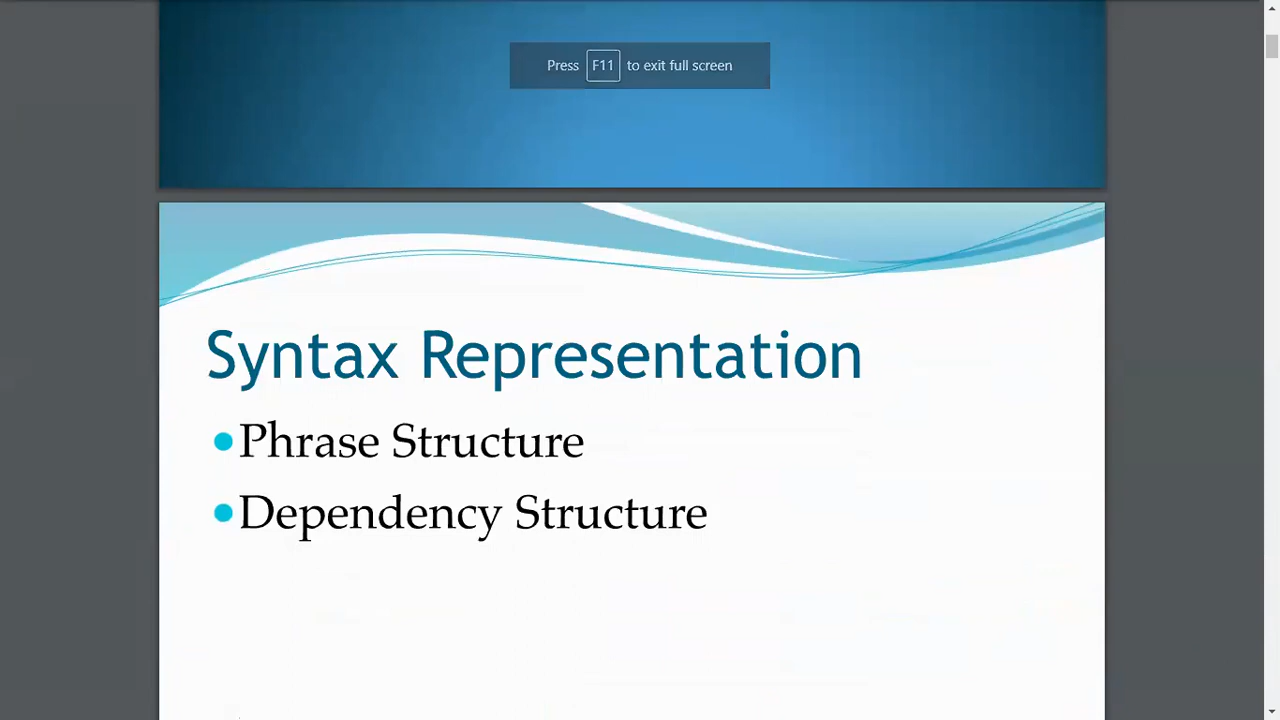 Press F11 to exit full screen
Syntax Representation
•Phrase Structure
•Dependency Structure